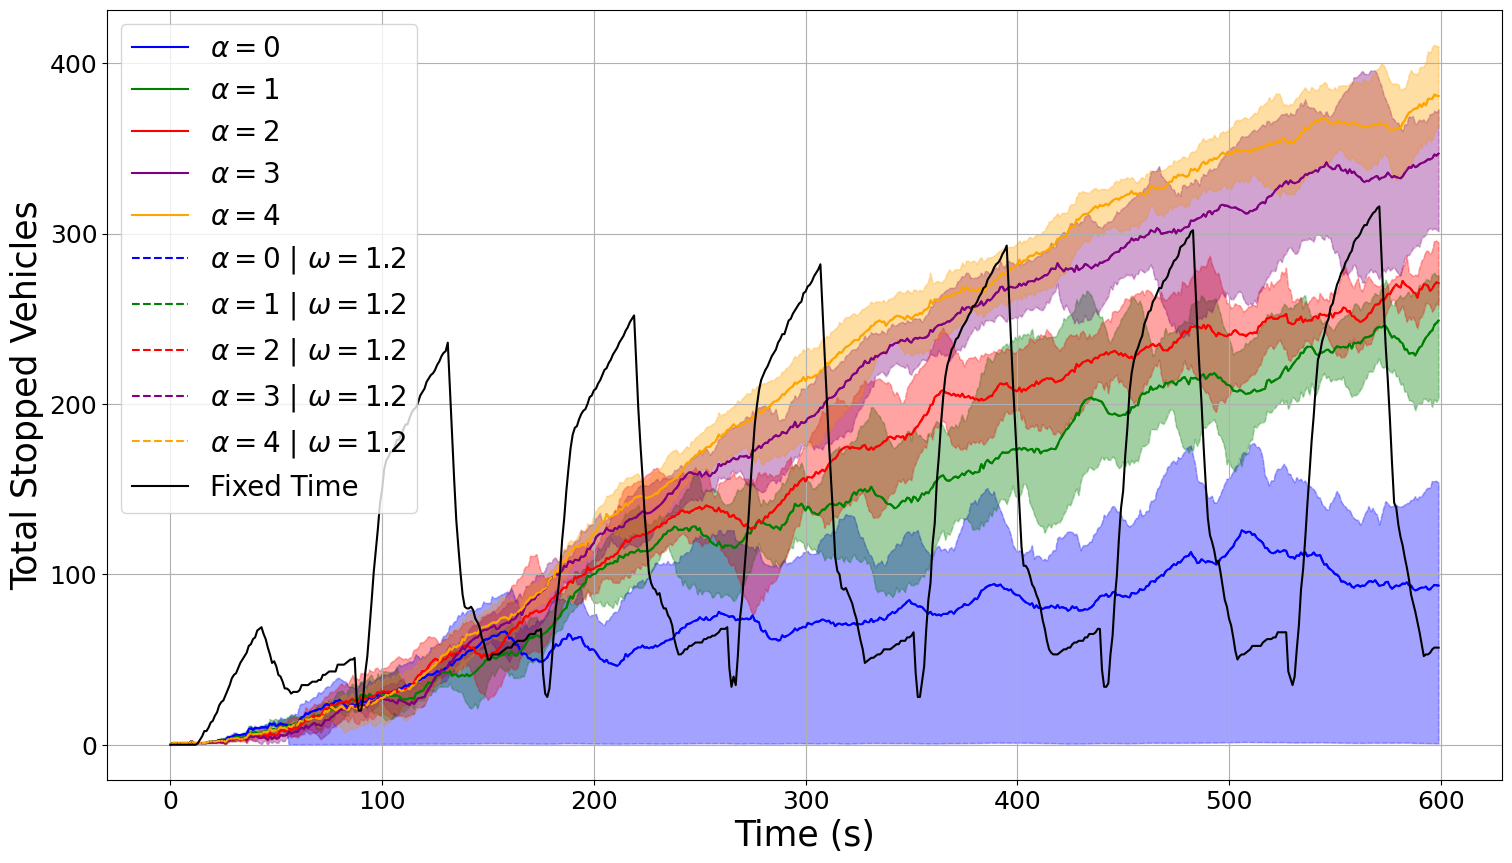 400
300
200
100
0
Total Stopped Vehicles
α = 0
α = 1
α = 2
α = 3
α = 4
α = 0 | ω = 1.2
α = 1 | ω = 1.2
α = 2 | ω = 1.2
α = 3 | ω = 1.2
α = 4 | ω = 1.2
Fixed Time
0 100 200 300 400 500 600
Time (s)